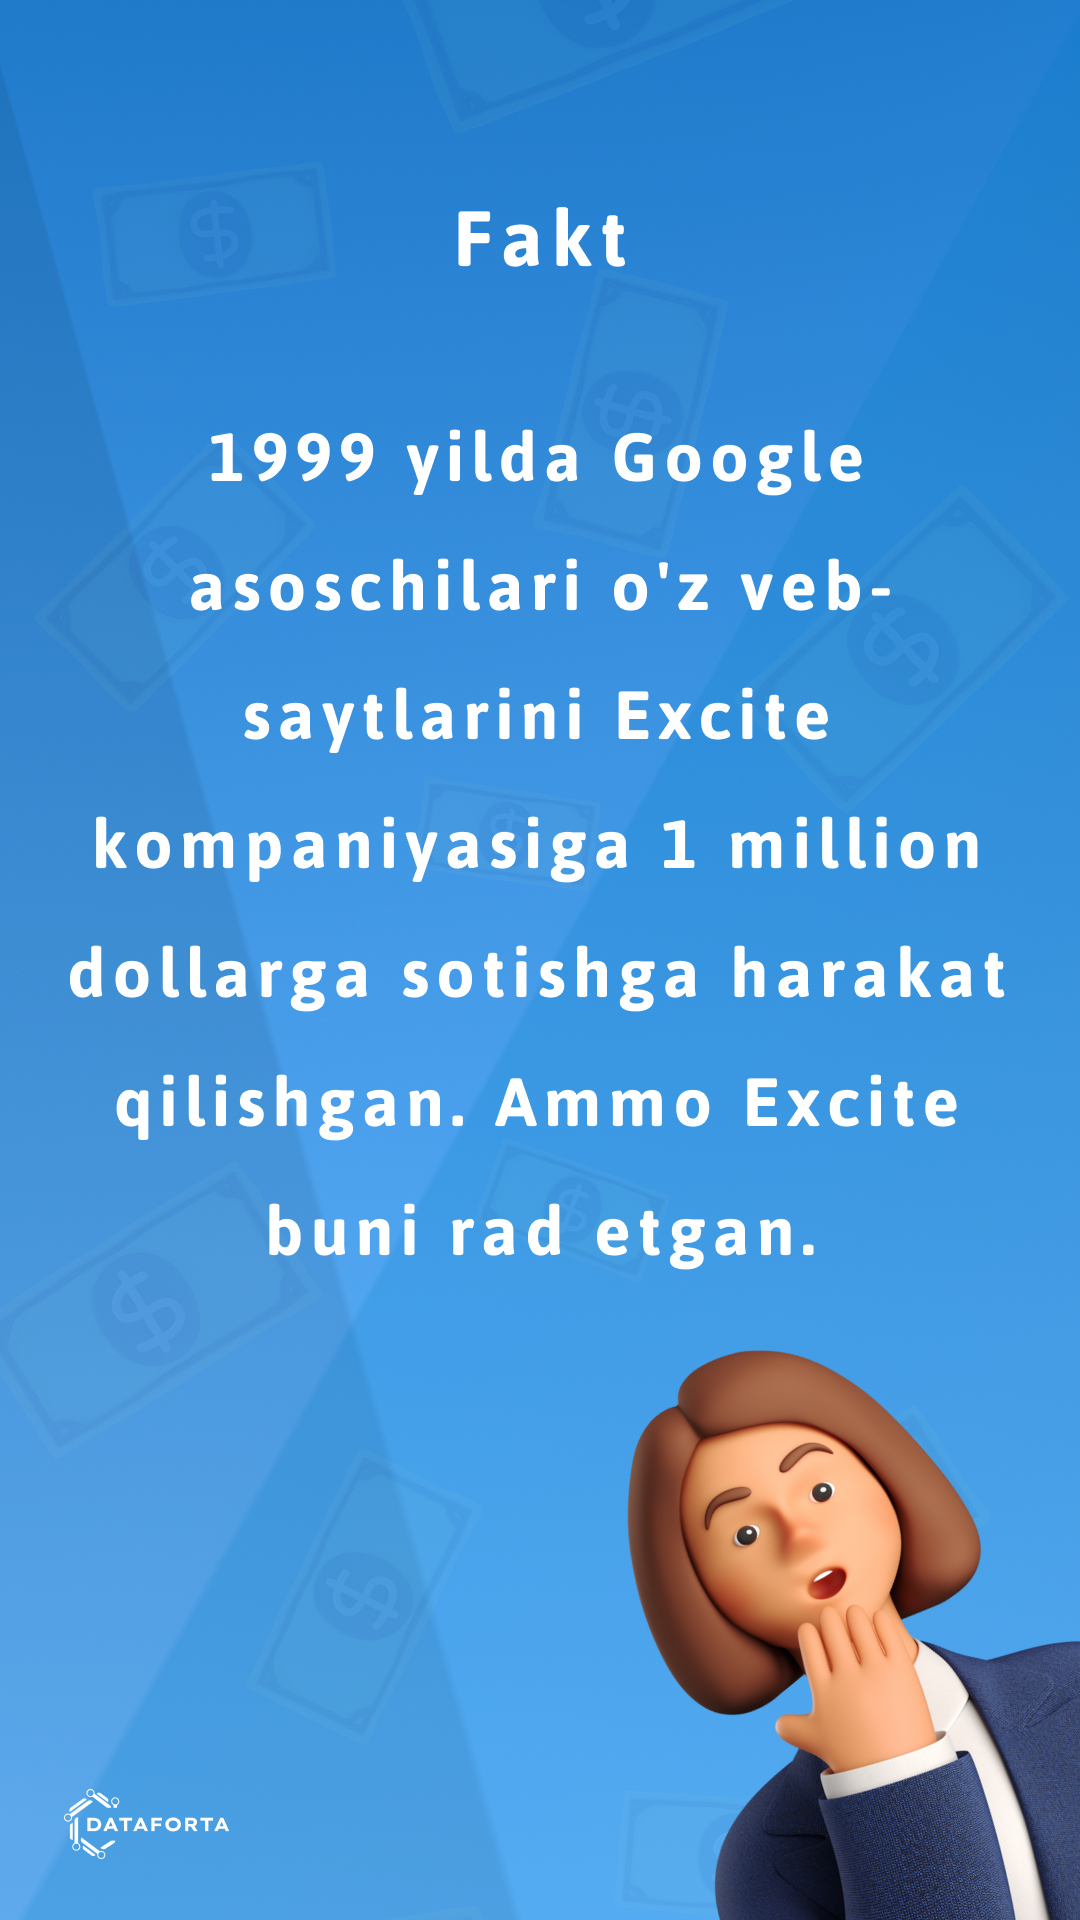 Fakt
1999 yilda Google
asoschilari o'z veb-
saytlarini Excite
kompaniyasiga 1 million
dollarga sotishga harakat
qilishgan. Ammo Excite
buni rad etgan.
DATAFORTA